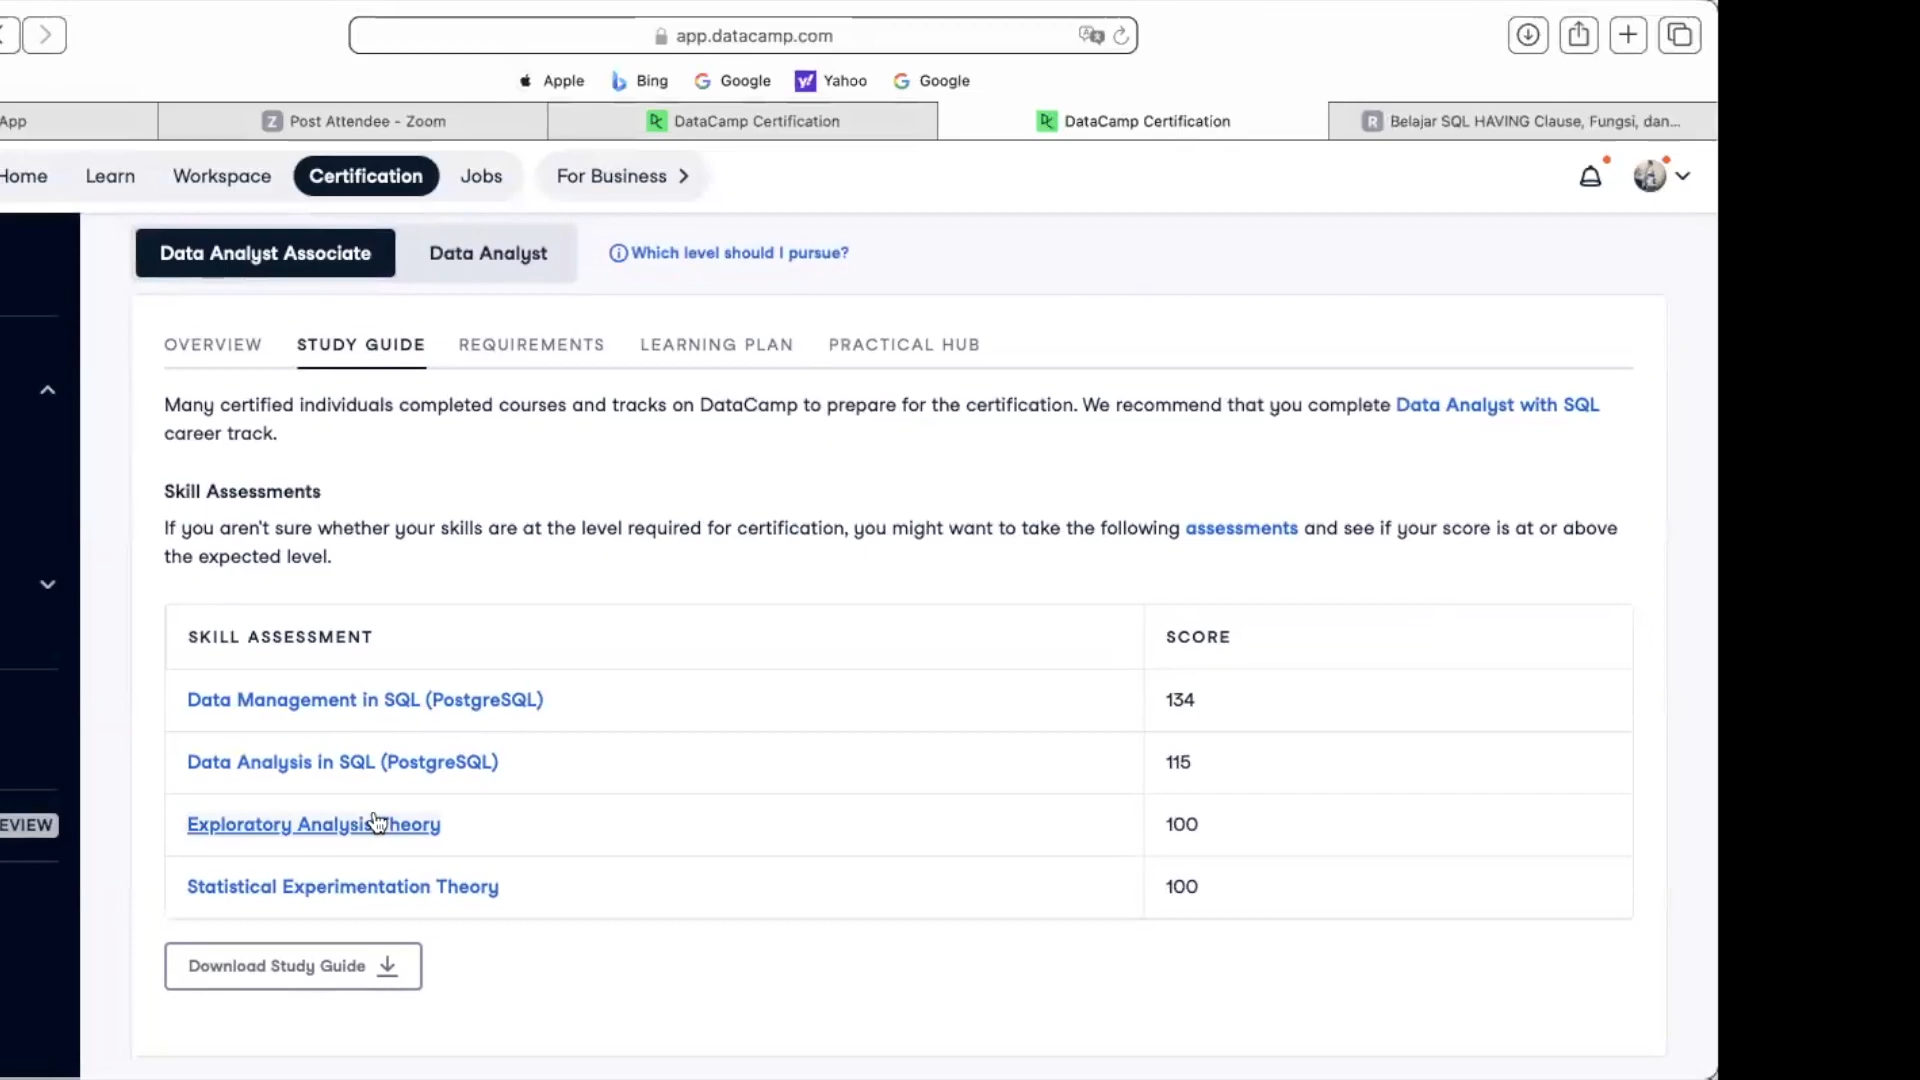 app.datacamp.com
Apple
Bing
Google
Yahoo
Google
App
Post Attendee - Zoom
DataCamp Certification
DataCamp Certification
Belajar SQL HAVING Clause, Fungsi, dan...
Home
Learn
Workspace
Certification
Jobs
For Business
Data Analyst Associate
Data Analyst
Which level should I pursue?
OVERVIEW
STUDY GUIDE
REQUIREMENTS
LEARNING PLAN
PRACTICAL HUB
Many certified individuals completed courses and tracks on DataCamp to prepare for the certification. We recommend that you complete Data Analyst with SQL
career track.
Skill Assessments
If you aren't sure whether your skills are at the level required for certification, you might want to take the following assessments and see if your score is at or above
the expected level.
SKILL ASSESSMENT
SCORE
Data Management in SQL (PostgreSQL)
134
Data Analysis in SQL (PostgreSQL)
115
EVIEW
Exploratory Analysis Theory
100
Statistical Experimentation Theory
100
Download Study Guide